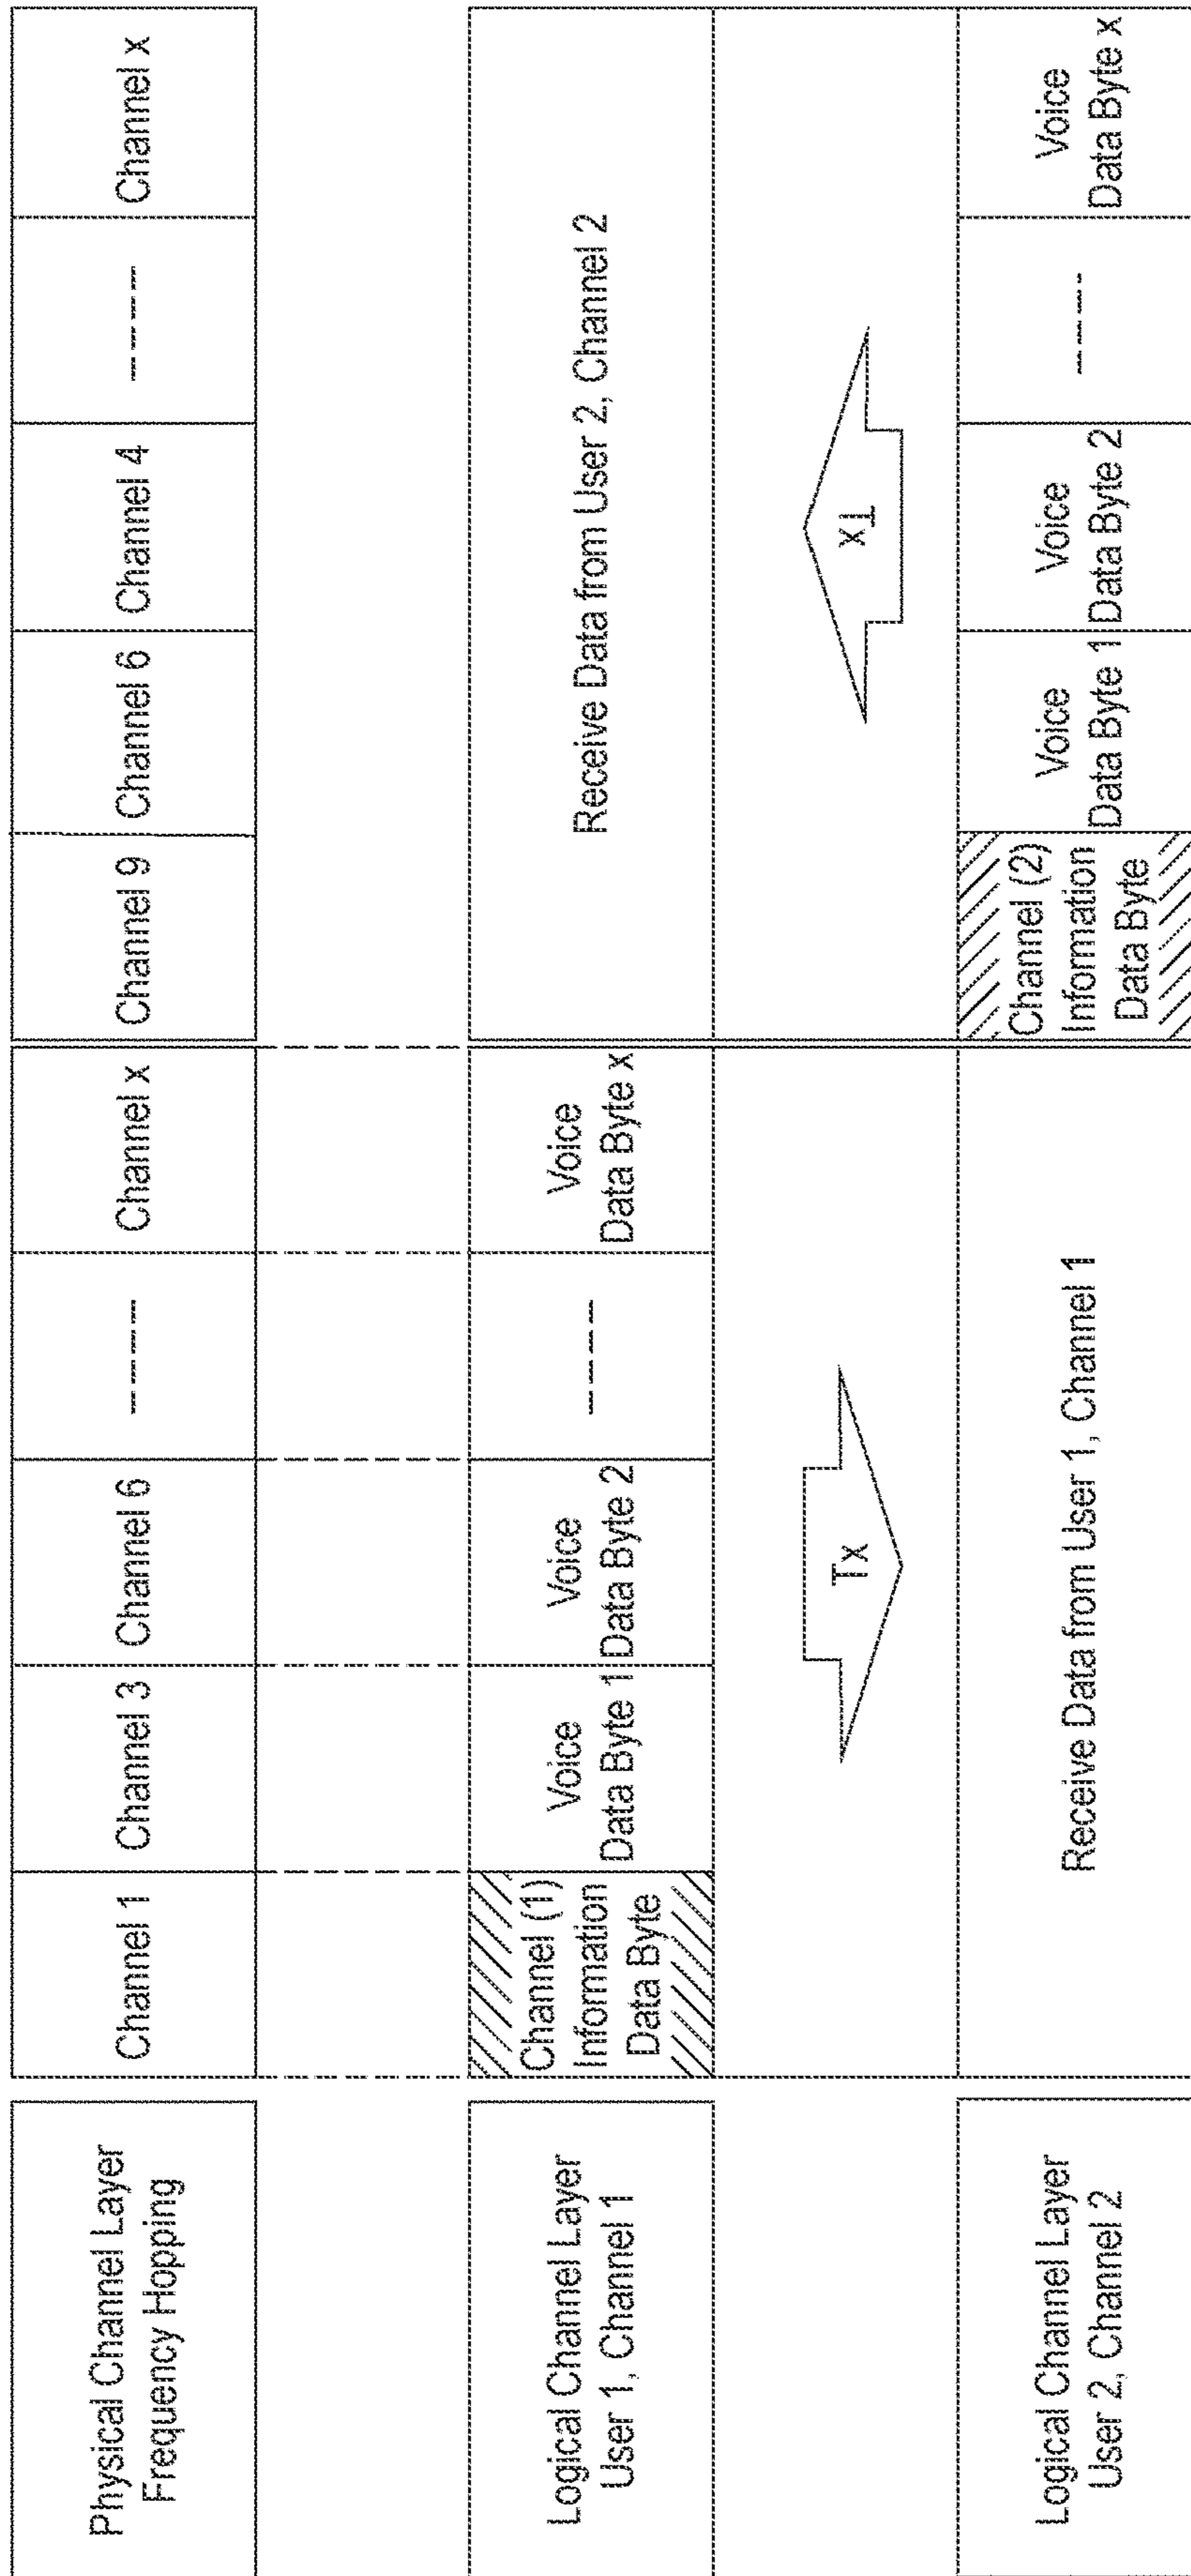 Physical Channel Layer
Frequency Hopping
Channel 1
Channel 3
Channel 6
-----
Channel x
Channel 9
Channel 6
Channel 4
-----
Channel x
Logical Channel Layer
User 1, Channel 1
Channel (1)
Information
Data Byte
Voice
Data Byte 1
Voice
Data Byte 2
-----
Voice
Data Byte x
Receive Data from User 2, Channel 2
Tx
Tx
Logical Channel Layer
User 2, Channel 2
Receive Data from User 1, Channel 1
Channel (2)
Information
Data Byte
Voice
Data Byte 1
Voice
Data Byte 2
-----
Voice
Data Byte x